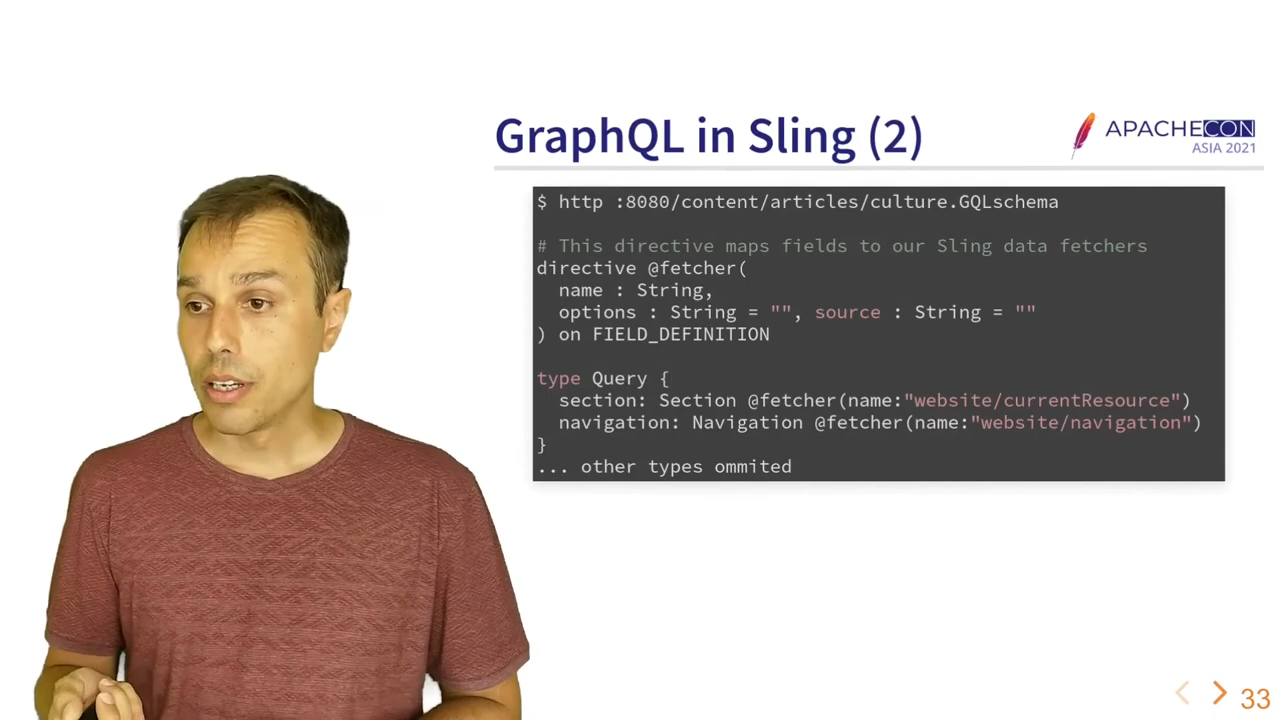 GraphQL in Sling (2)
APACHECON
ASIA 2021
$ http :8080/content/articles/culture.GQLschema
# This directive maps fields to our Sling data fetchers
directive @fetcher(
name : String,
options : String = "", source : String = ""
) on FIELD_DEFINITION
type Query {
section: Section @fetcher(name:"website/currentResource")
navigation: Navigation @fetcher(name:"website/navigation")
}
... other types ommited
33